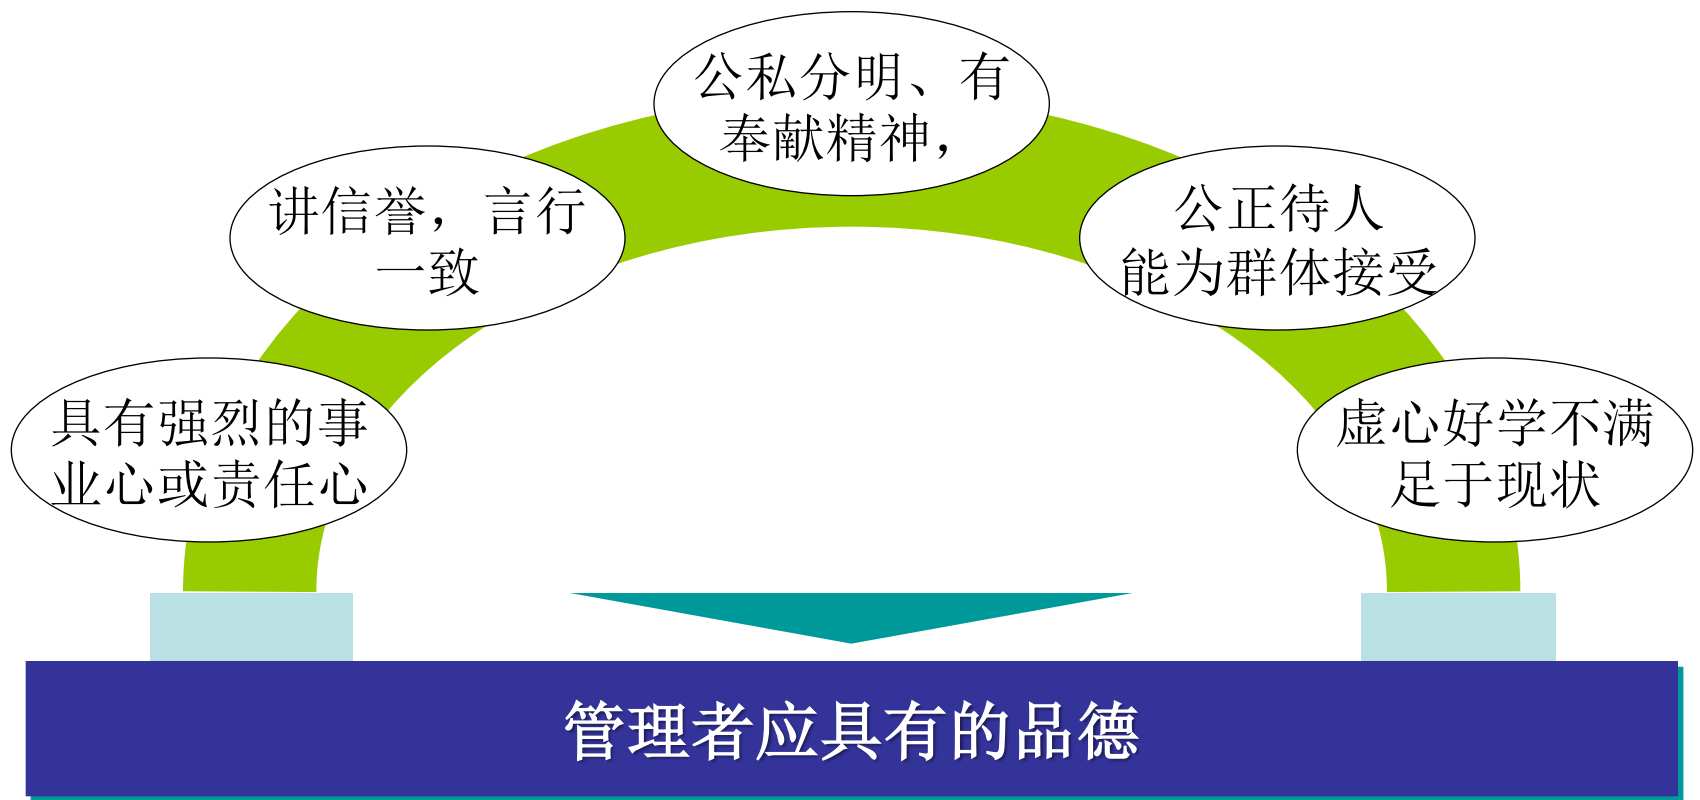 公私分明、有
奉献精神，
讲信誉，言行
一致
公正待人
能为群体接受
具有强烈的事
业心或责任心
虚心好学不满
足于现状
管理者应具有的品德